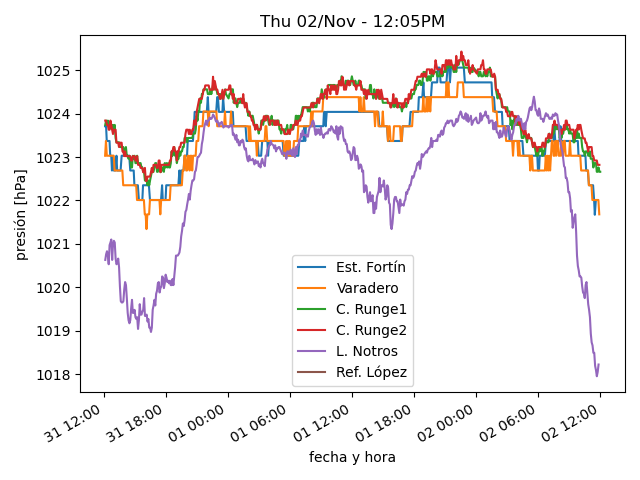 Thu 02/Nov - 12:05PM
presión [hPa]
1025
1024
1023
1022
1021
1020
1019
1018
Est. Fortín
Varadero
C. Runge1
C. Runge2
L. Notros
Ref. López
31 12:00
31 18:00
01 00:00
01 06:00
01 12:00
01 18:00
02 00:00
02 06:00
02 12:00
fecha y hora